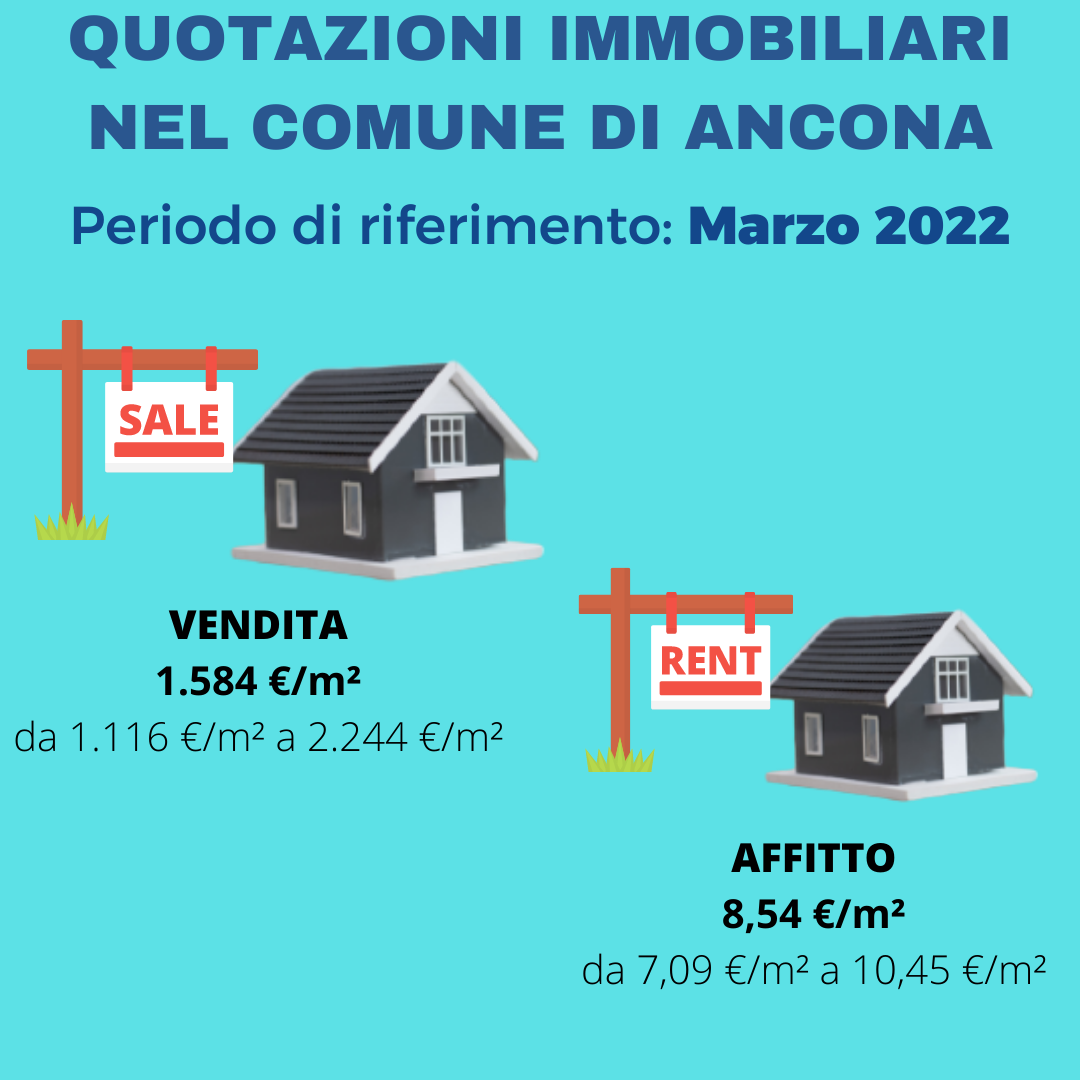 QUOTAZIONI IMMOBILIARI
NEL COMUNE DI ANCONA
Periodo di riferimento: Marzo 2022
SALE
VENDITA
1.584 €/m²
da 1.116 €/m² a 2.244 €/m²
RENT
AFFITTO
8,54 €/m²
da 7,09 €/m² a 10,45 €/m²